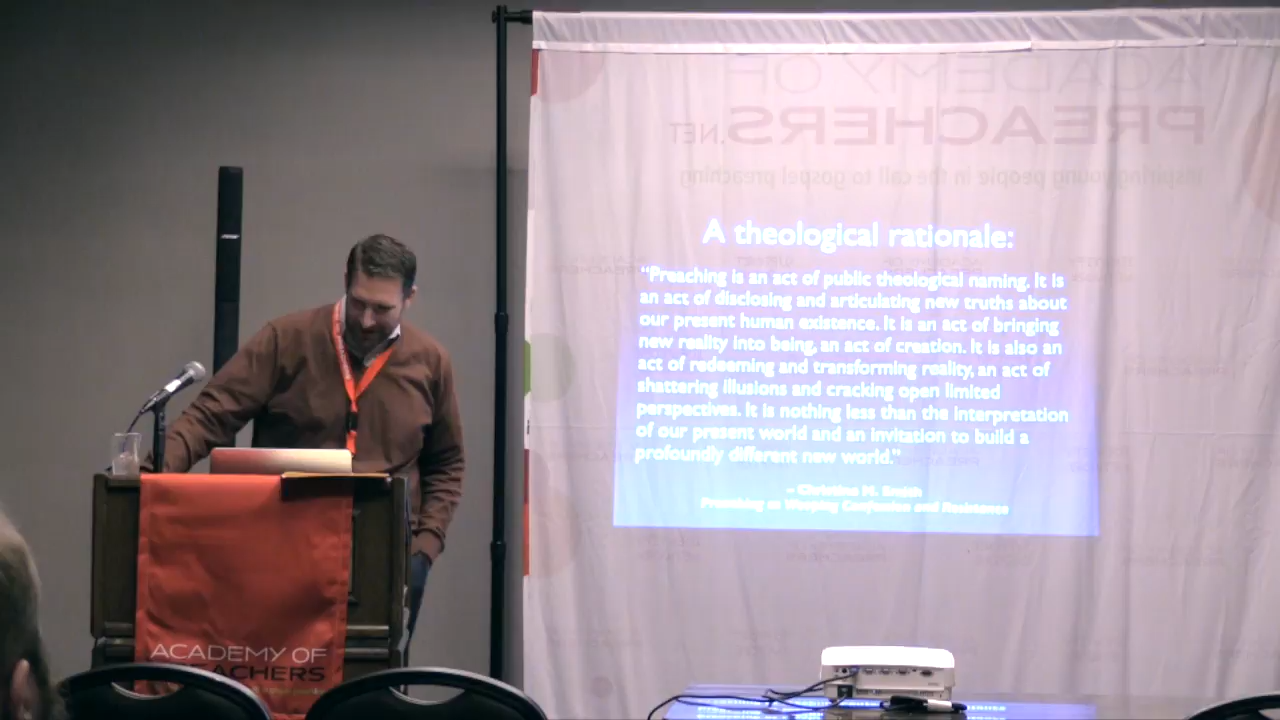 ACADEMY OF
PREACHERS.NET
inspiring young people in the call to gospel preaching
A theological rationale:
“Preaching is an act of public theological naming. It is
an act of disclosing and articulating new truths about
our present human existence. It is an act of bringing
new reality into being, an act of creation. It is also an
act of redeeming and transforming reality, an act of
shattering illusions and cracking open limited
perspectives. It is nothing less than the interpretation
of our present world and an invitation to build a
profoundly different new world.”
– Christine M. Smith
Preaching as Weeping Confession and Resistance
BOSE
ACADEMY OF
PREACHERS